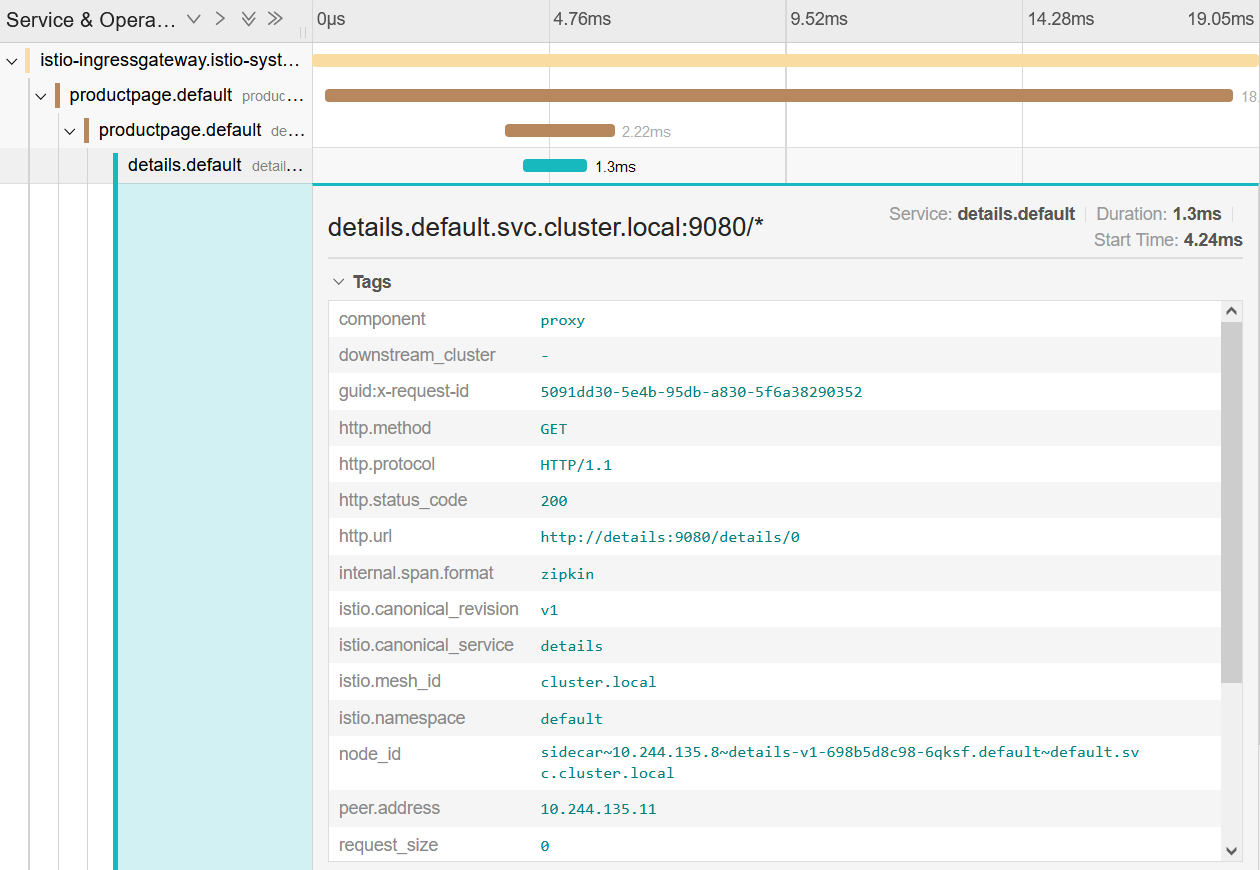 Service & Opera…
0μs
4.76ms
9.52ms
14.28ms
19.05ms
istio-ingressgateway.istio-syst…
productpage.default produc…
18
productpage.default de…
2.22ms
details.default detail…
1.3ms
details.default.svc.cluster.local:9080/*
Service: details.default
Duration: 1.3ms
Start Time: 4.24ms
Tags
component proxy
downstream_cluster -
guid:x-request-id 5091dd30-5e4b-95db-a830-5f6a38290352
http.method GET
http.protocol HTTP/1.1
http.status_code 200
http.url http://details:9080/details/0
internal.span.format zipkin
istio.canonical_revision v1
istio.canonical_service details
istio.mesh_id cluster.local
istio.namespace default
node_id sidecar~10.244.135.8~details-v1-698b5d8c98-6qksf.default~default.sv
c.cluster.local
peer.address 10.244.135.11
request_size 0